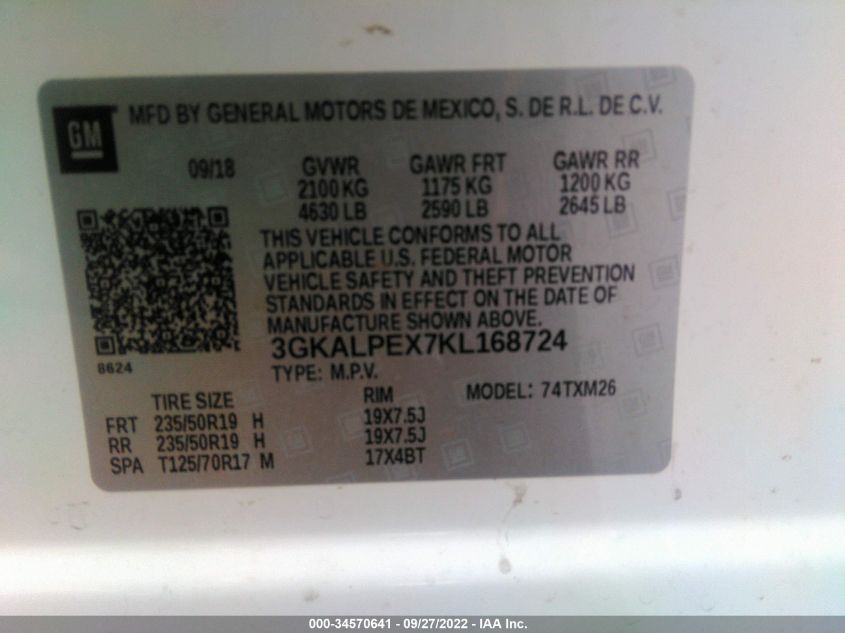 GM
MFD BY GENERAL MOTORS DE MEXICO, S. DE R.L. DE C.V.
09/18 GVWR GAWR FRT GAWR RR
2100 KG 1175 KG 1200 KG
4630 LB 2590 LB 2645 LB
THIS VEHICLE CONFORMS TO ALL
APPLICABLE U.S. FEDERAL MOTOR
VEHICLE SAFETY AND THEFT PREVENTION
STANDARDS IN EFFECT ON THE DATE OF
MANUFACTURE SHOWN ABOVE.
3GKALPEX7KL168724
8624
TYPE: M.P.V.
TIRE SIZE RIM MODEL: 74TXM26
FRT 235/50R19 H 19X7.5J
RR 235/50R19 H 19X7.5J
SPA T125/70R17 M 17X4BT
000-34570641 - 09/27/2022 - IAA Inc.